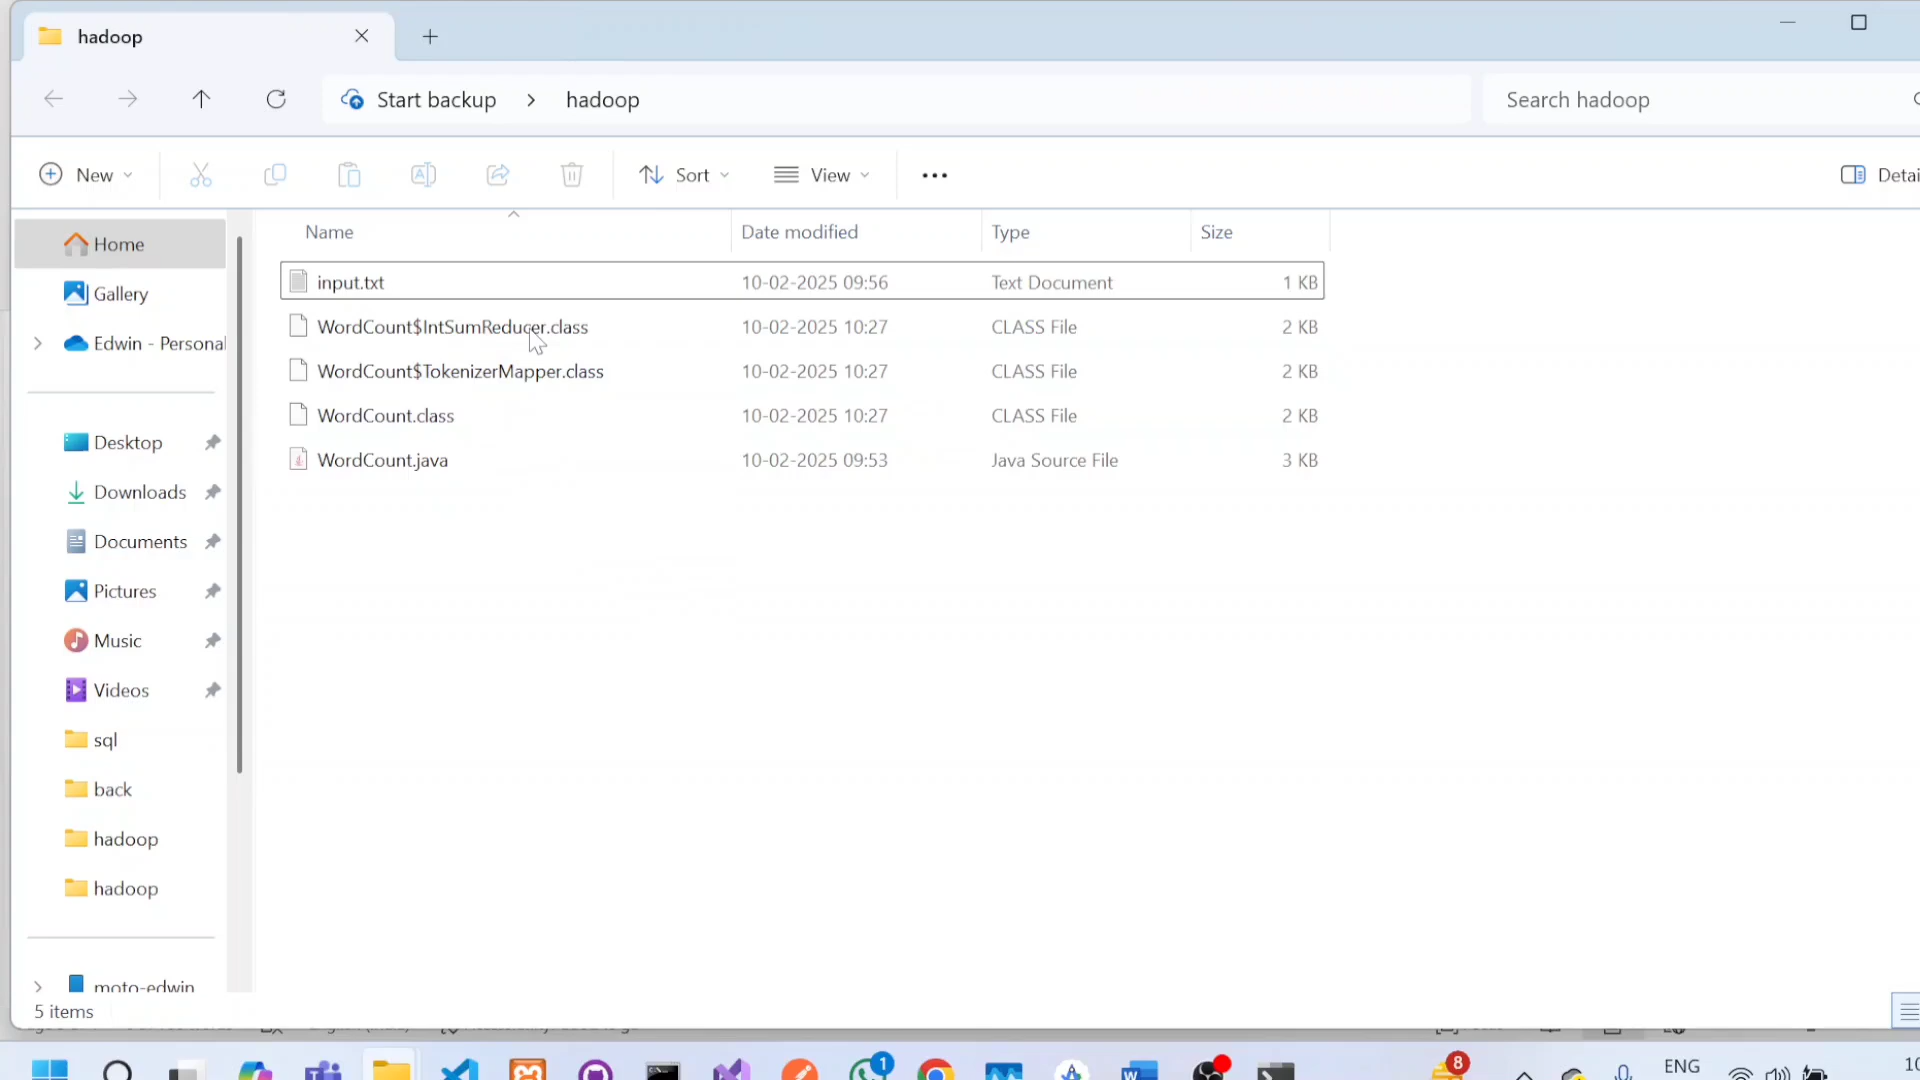 hadoop
Start backup > hadoop
Search hadoop
New
Sort
View
Detai
Name Date modified Type Size
input.txt 10-02-2025 09:56 Text Document 1 KB
WordCount$IntSumReducer.class 10-02-2025 10:27 CLASS File 2 KB
WordCount$TokenizerMapper.class 10-02-2025 10:27 CLASS File 2 KB
WordCount.class 10-02-2025 10:27 CLASS File 2 KB
WordCount.java 10-02-2025 09:53 Java Source File 3 KB
Home
Gallery
Edwin - Personal
Desktop
Downloads
Documents
Pictures
Music
Videos
sql
back
hadoop
hadoop
moto-edwin
5 items
1
8
ENG